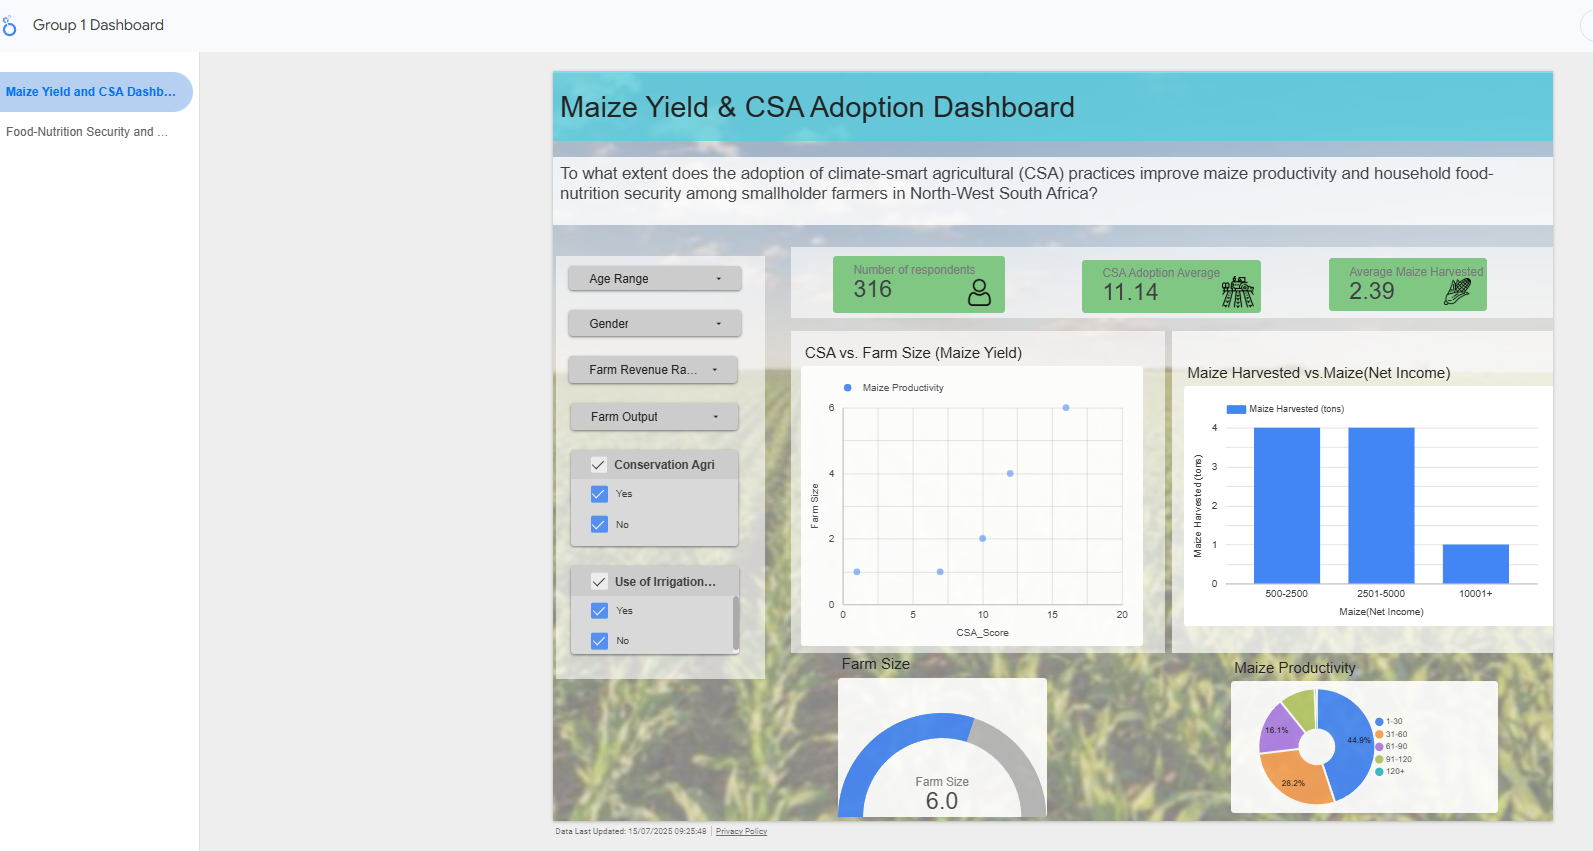 Group 1 Dashboard
Maize Yield and CSA Dashb...
Food-Nutrition Security and ...
Maize Yield & CSA Adoption Dashboard
To what extent does the adoption of climate-smart agricultural (CSA) practices improve maize productivity and household food-
nutrition security among smallholder farmers in North-West South Africa?
Age Range
Gender
Farm Revenue Ra...
Farm Output
Conservation Agri
Yes
No
Use of Irrigation...
Yes
No
Number of respondents
316
CSA Adoption Average
11.14
Average Maize Harvested
2.39
CSA vs. Farm Size (Maize Yield)
Maize Productivity
6
4
2
0
Farm Size
0 5 10 15 20
CSA_Score
Maize Harvested vs.Maize(Net Income)
Maize Harvested (tons)
4
3
2
1
0
Maize Harvested (tons)
500-2500 2501-5000 10001+
Maize(Net Income)
Farm Size
Farm Size
6.0
Maize Productivity
16.1%
44.9%
28.2%
1-30
31-60
61-90
91-120
120+
Data Last Updated: 15/07/2025 09:25:48
Privacy Policy